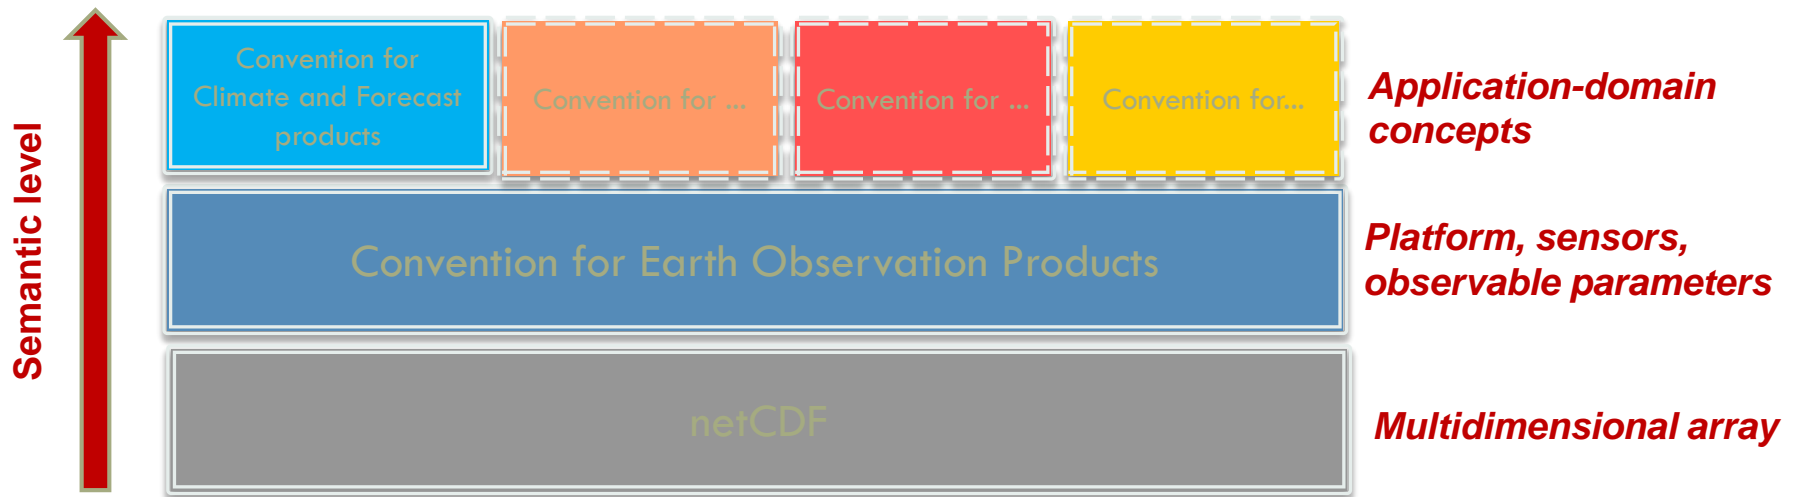 Semantic level
Convention for
Climate and Forecast
products
Convention for ...
Convention for ...
Convention for...
Application-domain
concepts
Convention for Earth Observation Products
Platform, sensors,
observable parameters
netCDF
Multidimensional array